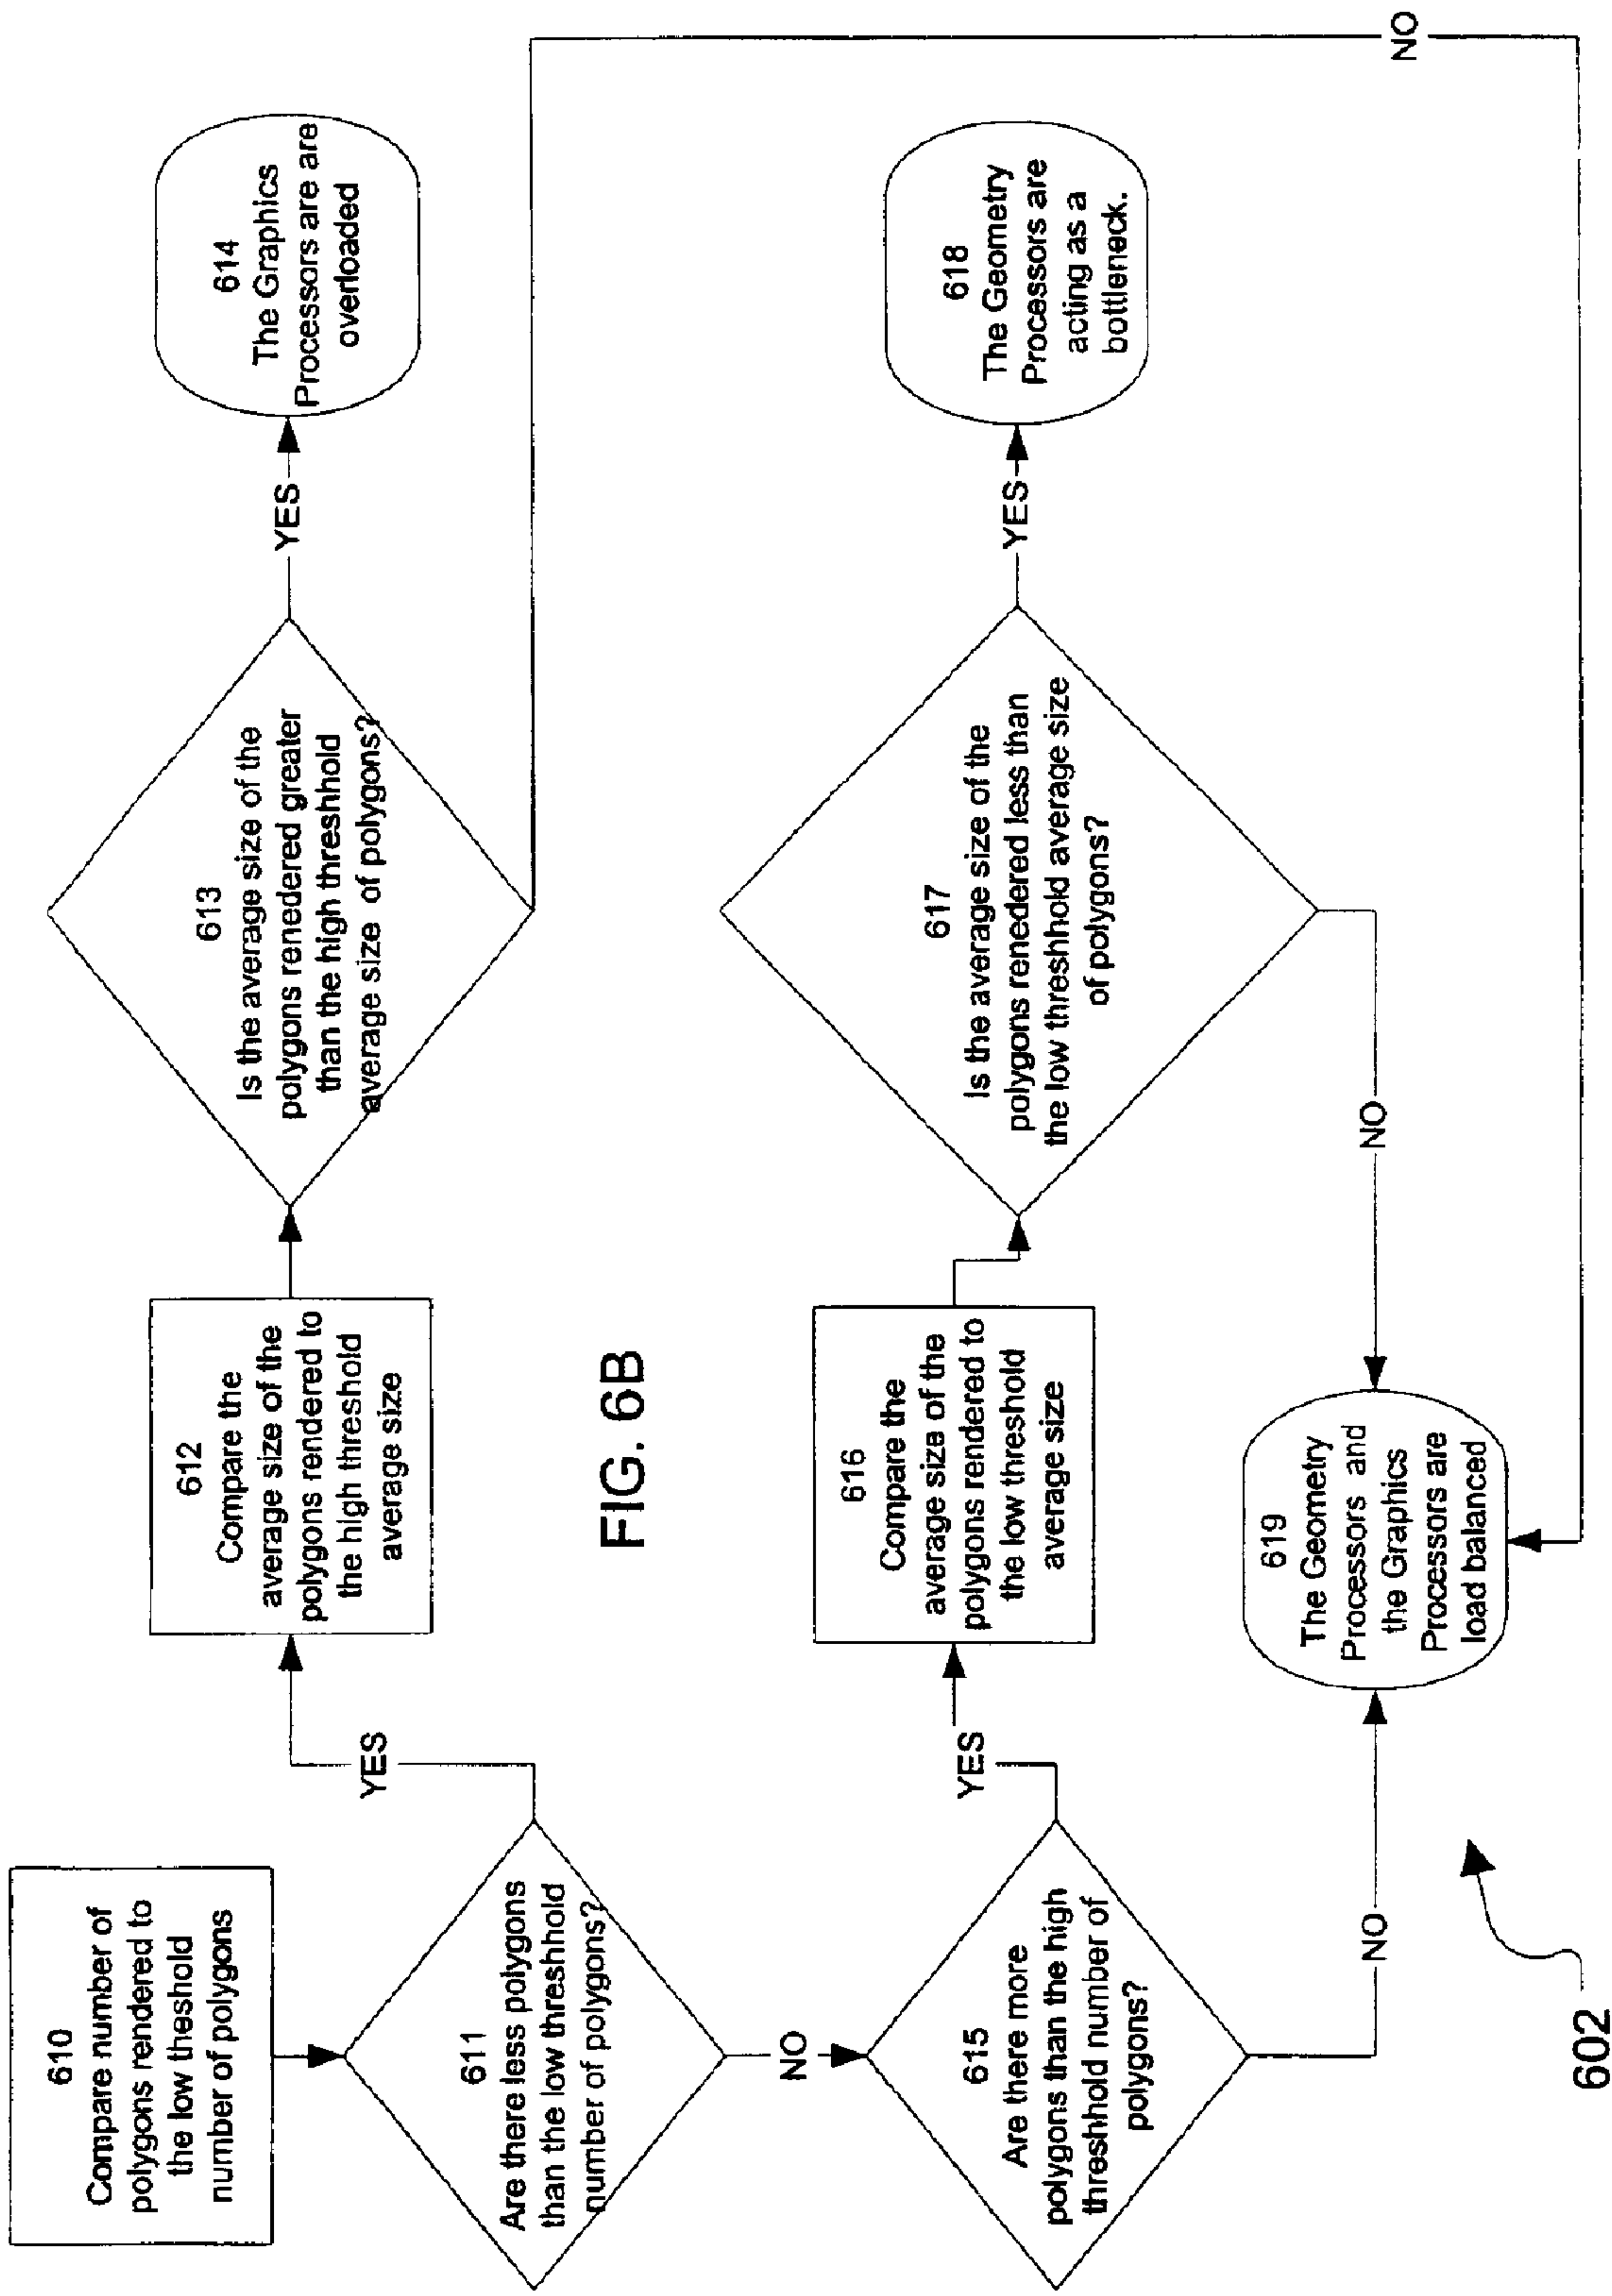 610
Compare number of
polygons rendered to
the low theshold
number of polygons
611
Are there less polygons
than the low threshhold
number of polygons?
YES
612
Compare the
average size of the
polygons rendered to
the high threshold
average size
613
Is the average size of the
polygons renedered greater
than the high threshhold
average size of polygons?
YES
614
The Graphics
Processors are are
overloaded
NO
NO
615
Are there more
polygons than the high
threshhold number of
polygons?
YES
616
Compare the
average size of the
polygons rendered to
the low threshold
average size
617
Is the average size of the
polygons renedered less than
the low threshhold average size
of polygons?
YES
618
The Geometry
Processors are
acting as a
bottleneck.
NO
NO
619
The Geometry
Processors and
the Graphics
Processors are
load balanced
FIG. 6B
602